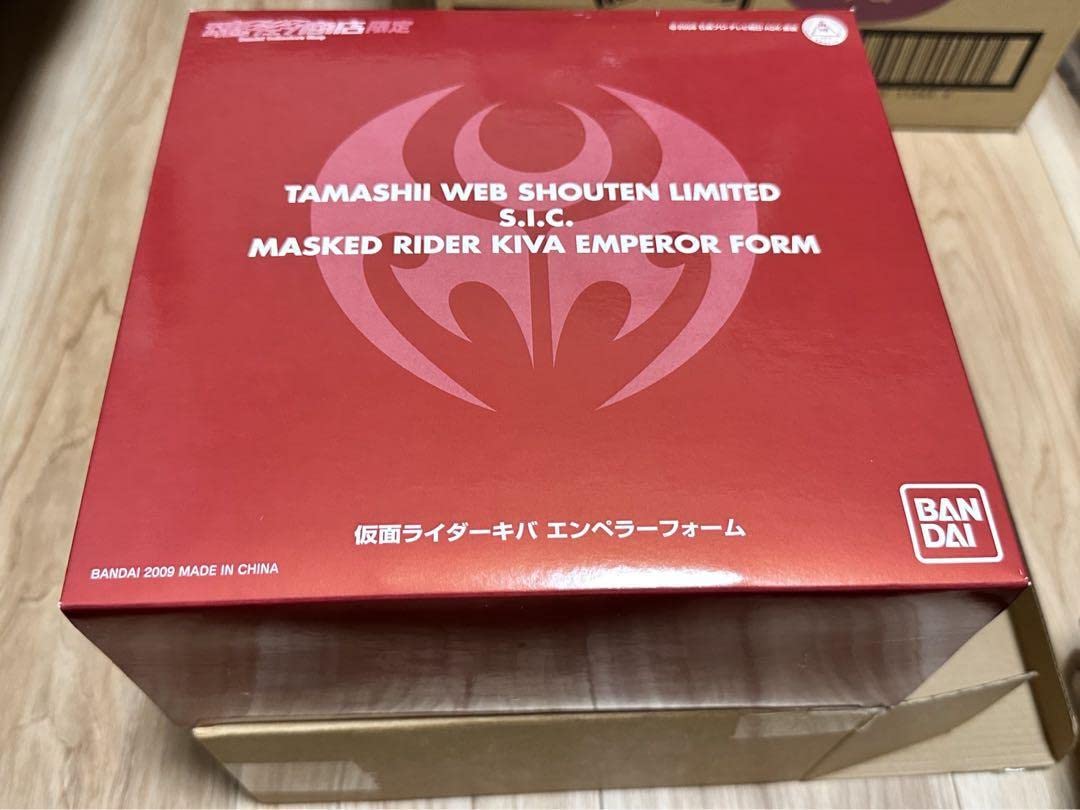 魂ウェブ商店限定
TAMASHII WEB SHOUTEN LIMITED
S.I.C.
MASKED RIDER KIVA EMPEROR FORM
仮面ライダーキバ エンペラーフォーム
BANDAI 2009 MADE IN CHINA
BAN
DAI